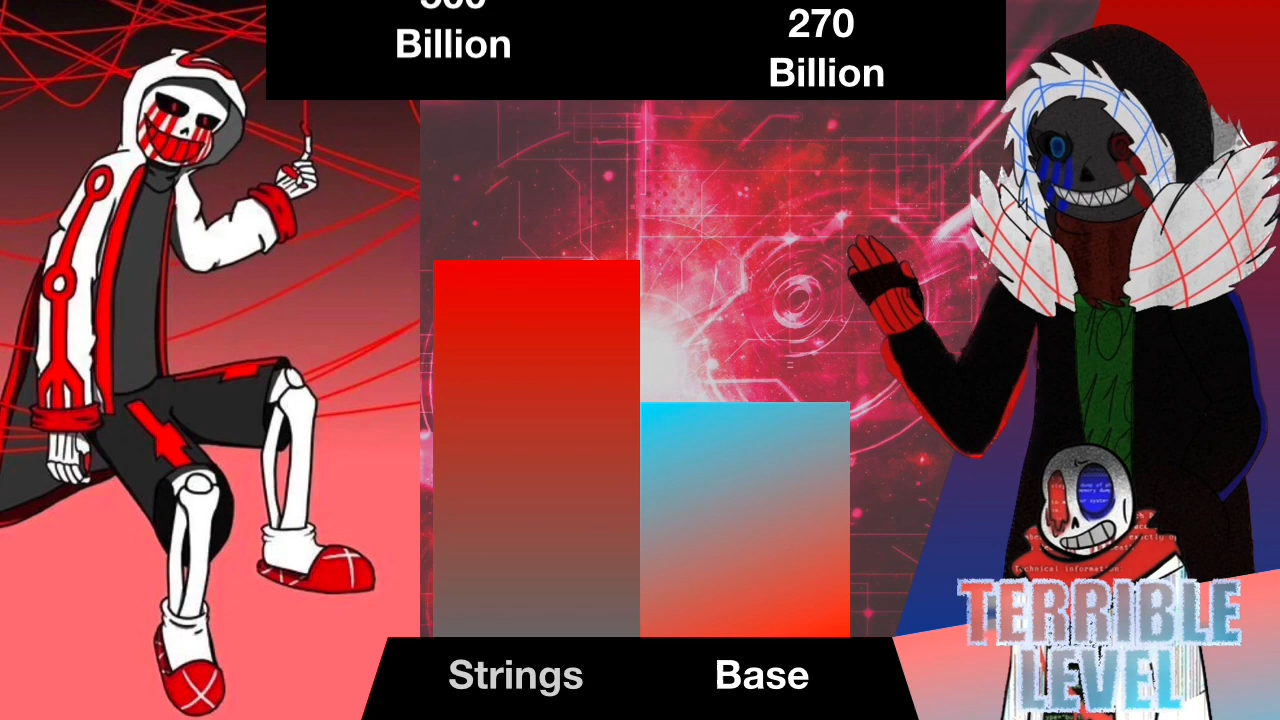 Billion
270
Billion
Strings
Base
TERRIBLE
LEVEL